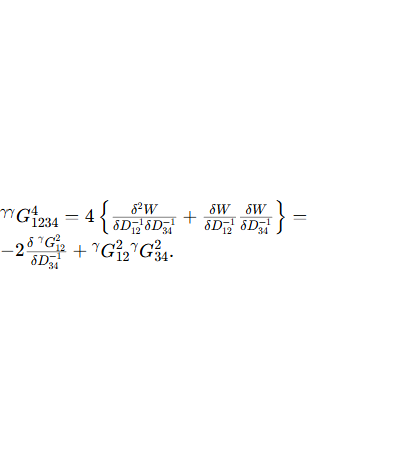 $^{\gamma\gamma}G^4_{1234} = 4\left\{\frac{\delta^2 W}{\delta D^{-1}_{12}\delta D^{-1}_{34}} + \frac{\delta W}{\delta D^{-1}_{12}}\frac{\delta W}{\delta D^{-1}_{34}}\right\} =$
$-2\frac{\delta\ ^{\gamma}G^2_{12}}{\delta D^{-1}_{34}} + {}^{\gamma}G^2_{12}{}^{\gamma}G^2_{34}.$